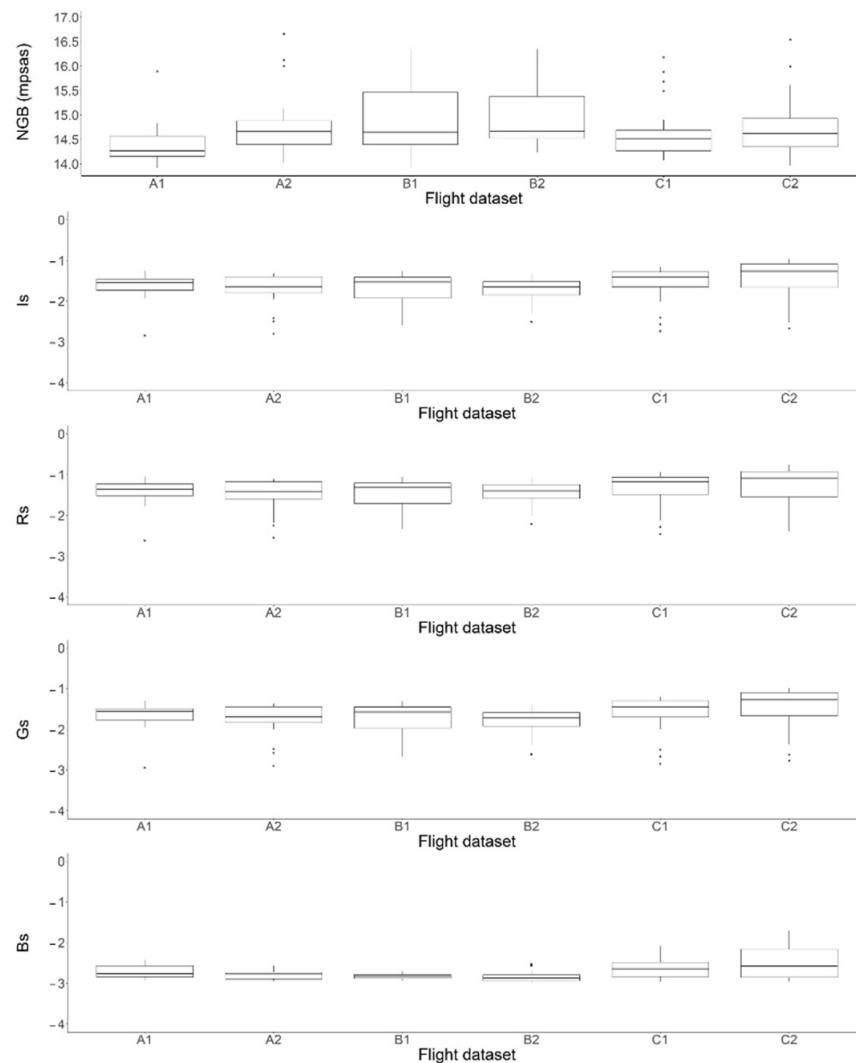 NGB (mpsas)
17.0
16.5
16.0
15.5
15.0
14.5
14.0
A1 A2 B1 B2 C1 C2
Flight dataset
Is
0
−1
−2
−3
−4
A1 A2 B1 B2 C1 C2
Flight dataset
Rs
0
−1
−2
−3
−4
A1 A2 B1 B2 C1 C2
Flight dataset
Gs
0
−1
−2
−3
−4
A1 A2 B1 B2 C1 C2
Flight dataset
Bs
0
−1
−2
−3
−4
A1 A2 B1 B2 C1 C2
Flight dataset